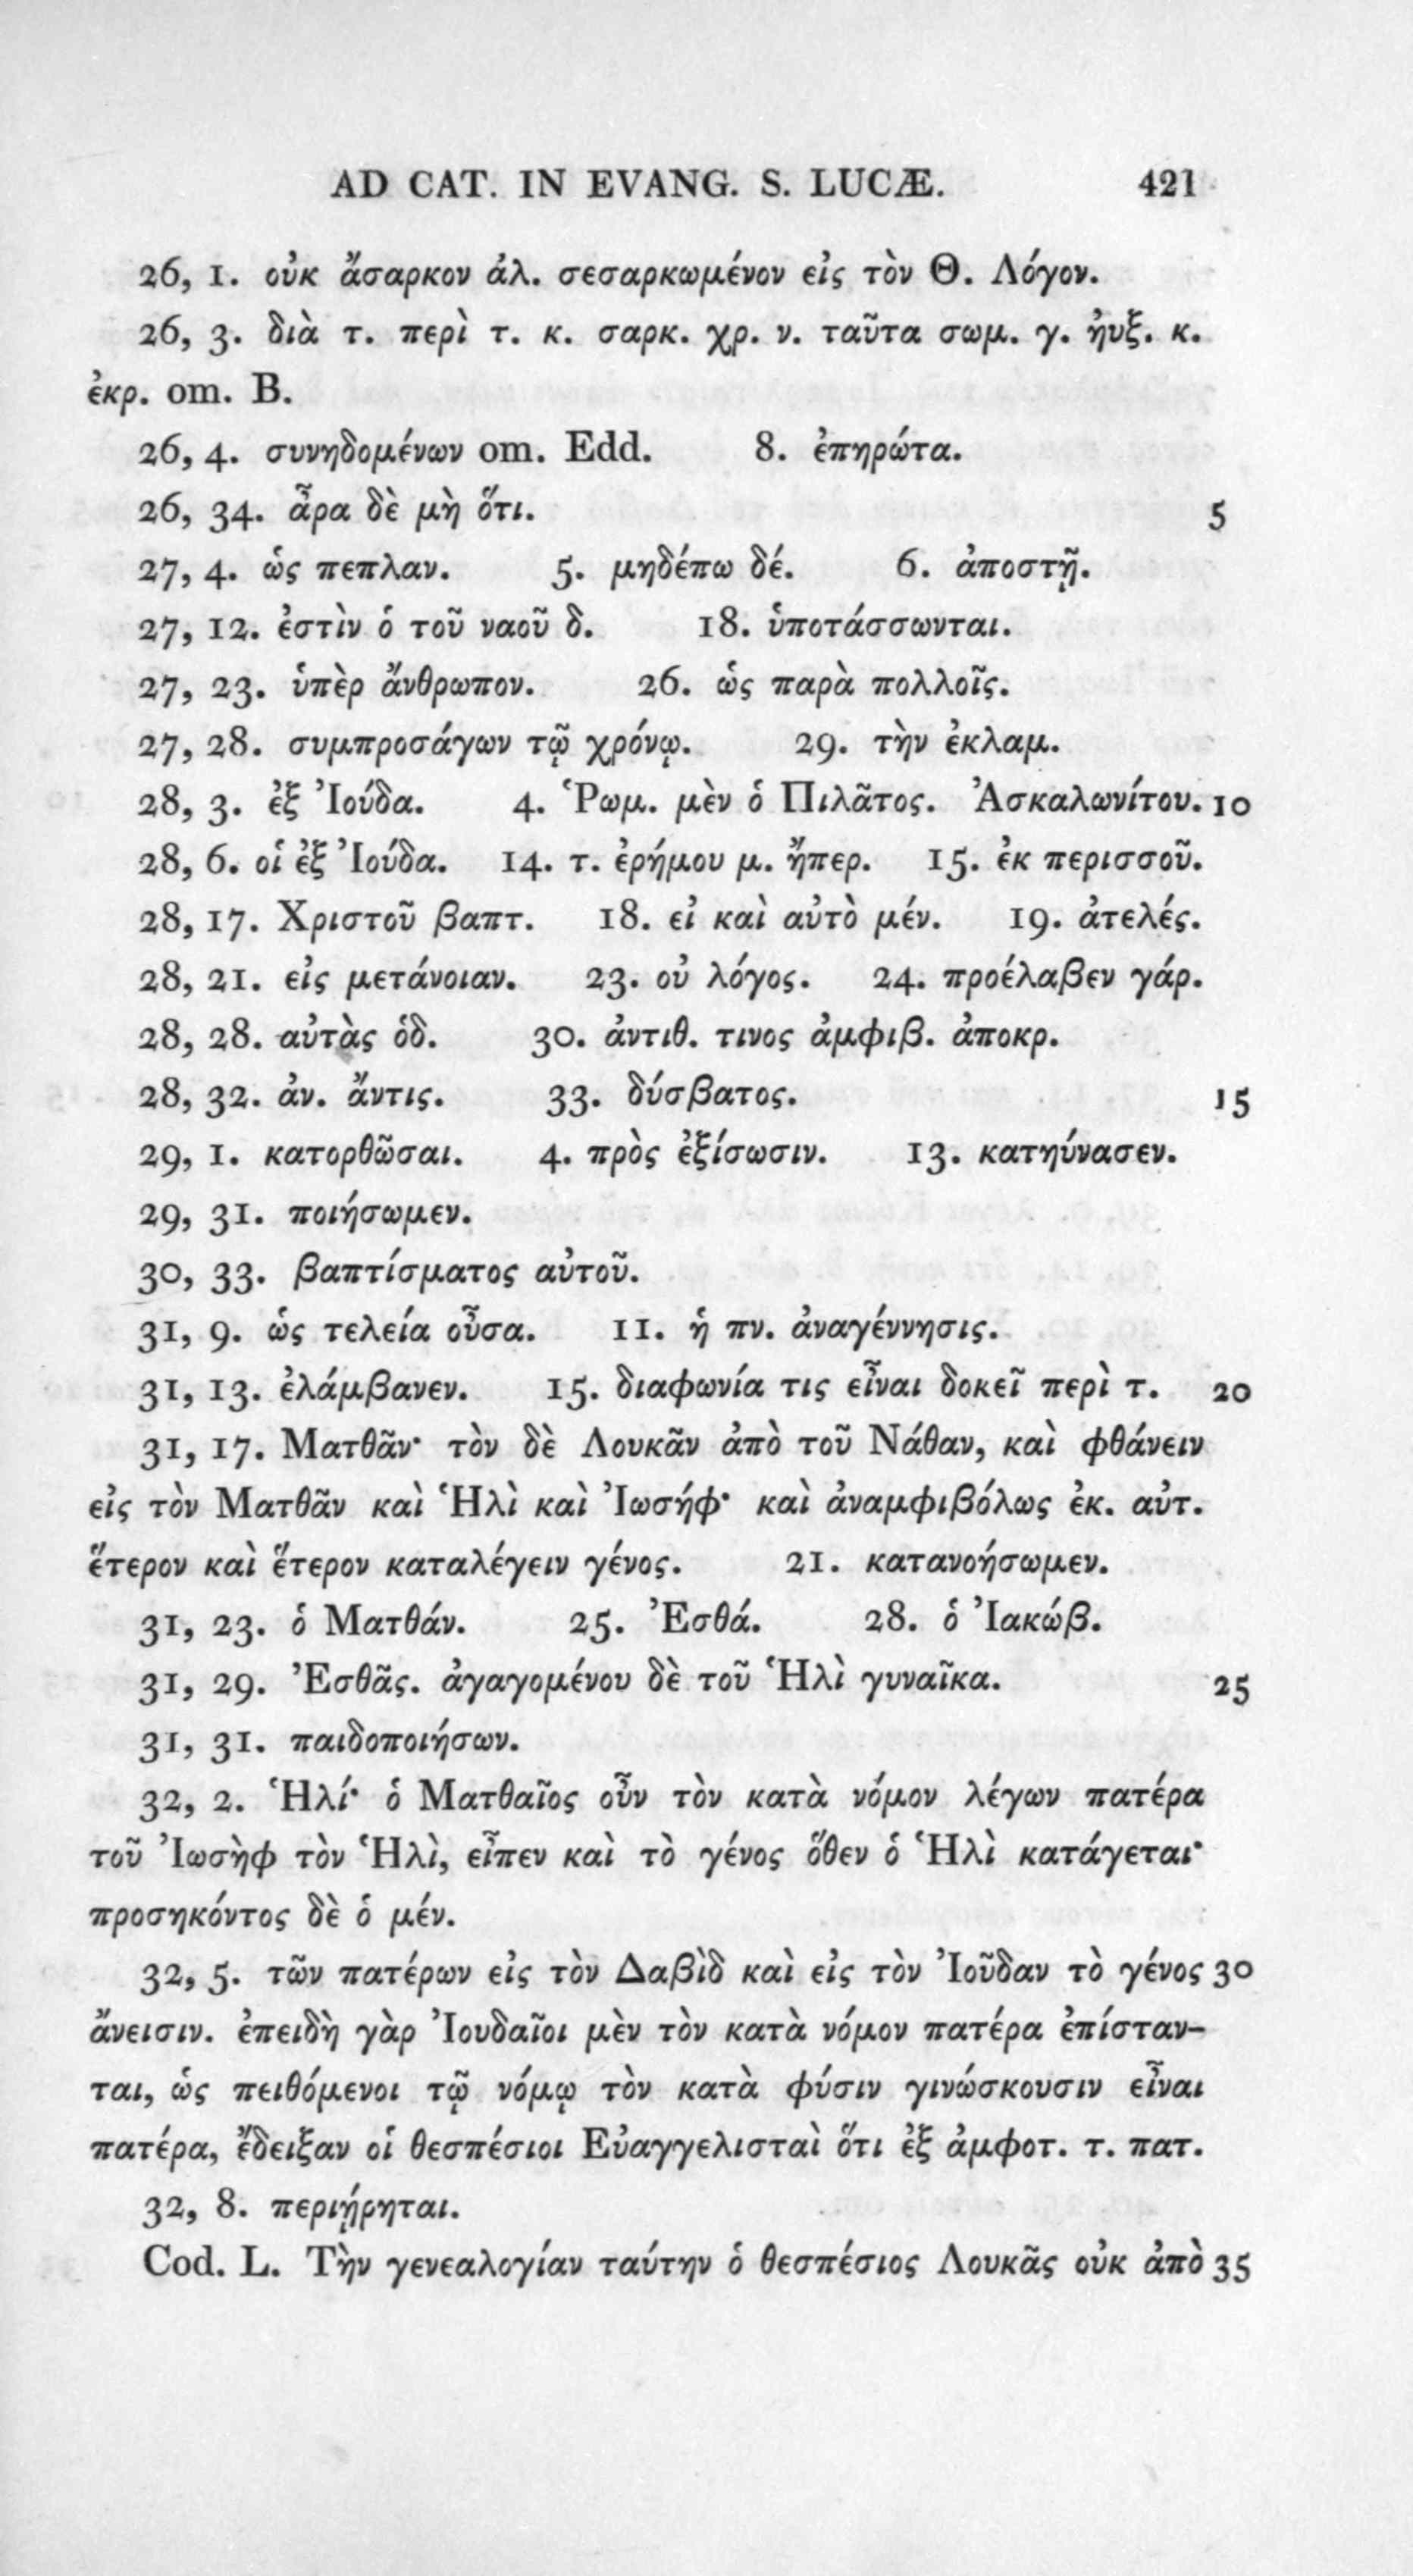 AD CAT. IN EVANG. S. LUCÆ. 421
26, 1. οὐκ ἄσαρκον ἀλ. σεσαρκωμένον εἰς τὸν Θ. Λόγον.
26, 3. διὰ τ. περὶ τ. κ. σαρκ. χρ. ν. ταῦτα σωμ. γ. ἠυξ. κ.
ἐκρ. om. B.
26, 4. συνηδομένων om. Edd. 8. ἐπηρώτα.
26, 34. ἆρα δὲ μὴ ὅτι. 5
27, 4. ὡς πεπλαν. 5. μηδέπω δέ. 6. ἀποστῇ.
27, 12. ἐστὶν ὁ τοῦ ναοῦ δ. 18. ὑποτάσσωνται.
27, 23. ὑπὲρ ἄνθρωπον. 26. ὡς παρὰ πολλοῖς.
27, 28. συμπροσάγων τῷ χρόνῳ. 29. τὴν ἐκλαμ.
28, 3. ἐξ Ἰούδα. 4. Ῥωμ. μὲν ὁ Πιλᾶτος. Ἀσκαλωνίτου. 10
28, 6. οἱ ἐξ Ἰούδα. 14. τ. ἐρήμου μ. ἤπερ. 15. ἐκ περισσοῦ.
28, 17. Χριστοῦ βαπτ. 18. εἰ καὶ αὐτὸ μέν. 19. ἀτελές.
28, 21. εἰς μετάνοιαν. 23. οὐ λόγος. 24. προέλαβεν γάρ.
28, 28. αὐτὰς ὁδ. 30. ἀντιθ. τινος ἀμφιβ. ἀποκρ.
28, 32. ἀν. ἄντις. 33. δύσβατος. 15
29, 1. κατορθῶσαι. 4. πρὸς ἐξίσωσιν. 13. κατηύνασεν.
29, 31. ποιήσωμεν.
30, 33. βαπτίσματος αὐτοῦ.
31, 9. ὡς τελεία οὖσα. 11. ἡ πν. ἀναγέννησις.
31, 13. ἐλάμβανεν. 15. διαφωνία τις εἶναι δοκεῖ περὶ τ. 20
31, 17. Ματθᾶν· τὸν δὲ Λουκᾶν ἀπὸ τοῦ Νάθαν, καὶ φθάνειν
εἰς τὸν Ματθᾶν καὶ Ἡλὶ καὶ Ἰωσήφ· καὶ ἀναμφιβόλως ἐκ. αὐτ.
ἕτερον καὶ ἕτερον καταλέγειν γένος. 21. κατανοήσωμεν.
31, 23. ὁ Ματθάν. 25. Ἐσθά. 28. ὁ Ἰακώβ.
31, 29. Ἐσθᾶς. ἀγαγομένου δὲ τοῦ Ἡλὶ γυναῖκα. 25
31, 31. παιδοποιήσων.
32, 2. Ἡλί· ὁ Ματθαῖος οὖν τὸν κατὰ νόμον λέγων πατέρα
τοῦ Ἰωσὴφ τὸν Ἡλὶ, εἶπεν καὶ τὸ γένος ὅθεν ὁ Ἡλὶ κατάγεται·
προσηκόντος δὲ ὁ μέν.
32, 5. τῶν πατέρων εἰς τὸν Δαβὶδ καὶ εἰς τὸν Ἰοῦδαν τὸ γένος 30
ἄνεισιν. ἐπειδὴ γὰρ Ἰουδαῖοι μὲν τὸν κατὰ νόμον πατέρα ἐπίσταν-
ται, ὡς πειθόμενοι τῷ νόμῳ τὸν κατὰ φύσιν γινώσκουσιν εἶναι
πατέρα, ἔδειξαν οἱ θεσπέσιοι Εὐαγγελισταὶ ὅτι ἐξ ἀμφοτ. τ. πατ.
32, 8. περιῄρηται.
Cod. L. Τὴν γενεαλογίαν ταύτην ὁ θεσπέσιος Λουκᾶς οὐκ ἀπὸ 35